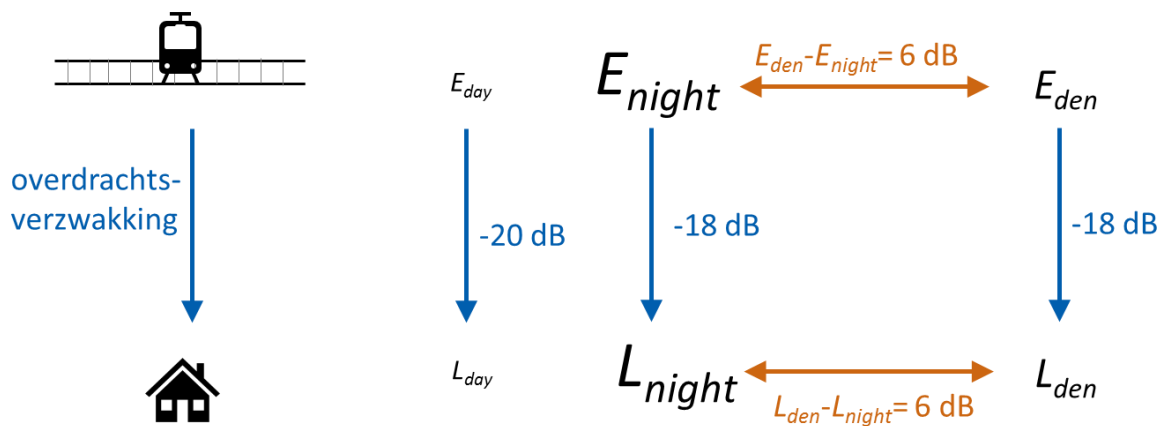 E_den-E_night= 6 dB
E_day
E_night
E_den
overdrachts-
verzwakking
-20 dB
-18 dB
-18 dB
L_day
L_night
L_den
L_den-L_night= 6 dB